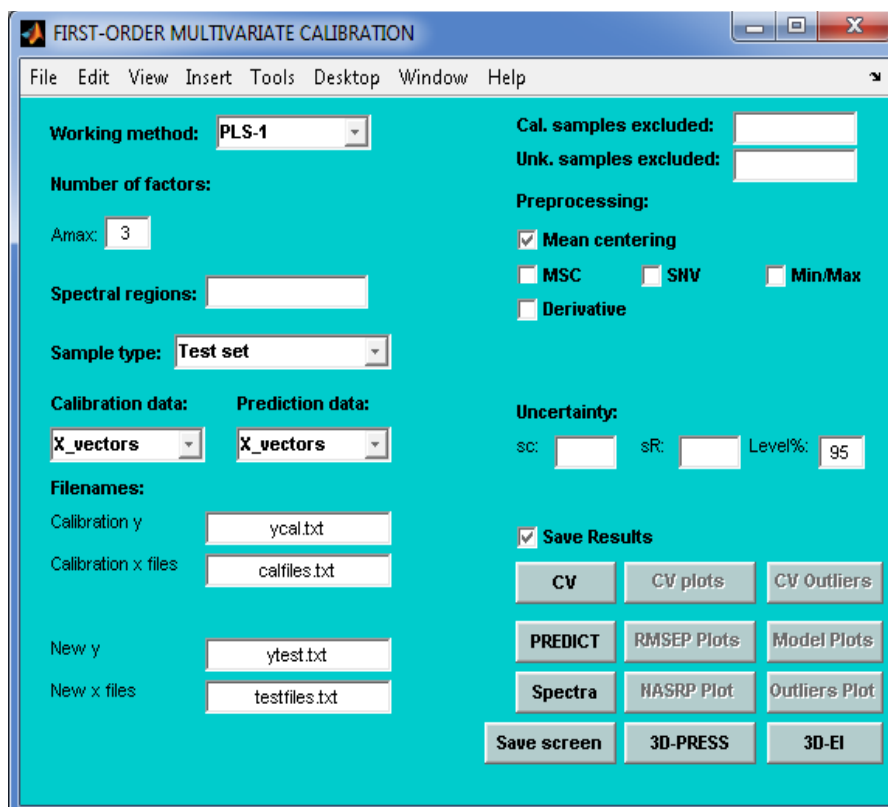 FIRST-ORDER MULTIVARIATE CALIBRATION
File Edit View Insert Tools Desktop Window Help
Working method: PLS-1
Cal. samples excluded:
Unk. samples excluded:
Number of factors:
Preprocessing:
Amax: 3
Mean centering
MSC SNV Min/Max
Spectral regions:
Derivative
Sample type: Test set
Calibration data: Prediction data:
Uncertainty:
X_vectors X_vectors
sc: sR: Level%: 95
Filenames:
Calibration y ycal.txt
Save Results
Calibration x files calfiles.txt
CV CV plots CV Outliers
New y ytest.txt
PREDICT RMSEP Plots Model Plots
New x files testfiles.txt
Spectra NASRP Plot Outliers Plot
Save screen 3D-PRESS 3D-EI